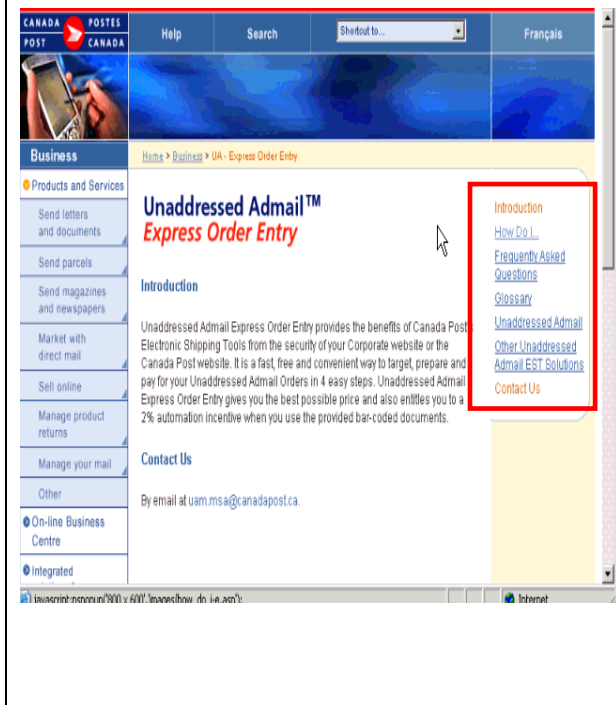 CANADA POSTES
POST CANADA
Help
Search
Shortcut to...
Français
Business
Home > Business > UA - Express Order Entry
Products and Services
Send letters
and documents
Send parcels
Send magazines
and newspapers
Market with
direct mail
Sell online
Manage product
returns
Manage your mail
Other
On-line Business
Centre
Integrated
Unaddressed Admail™
Express Order Entry
Introduction
Unaddressed Admail Express Order Entry provides the benefits of Canada Post's
Electronic Shipping Tools from the security of your Corporate website or the
Canada Post website. It is a fast, free and convenient way to target, prepare and
pay for your Unaddressed Admail Orders in 4 easy steps. Unaddressed Admail
Express Order Entry gives you the best possible price and also entitles you to a
2% automation incentive when you use the provided bar-coded documents.
Contact Us
By email at uam.msa@canadapost.ca.
Introduction
How Do I...
Frequently Asked
Questions
Glossary
Unaddressed Admail
Other Unaddressed
Admail EST Solutions
Contact Us
javascript:nspopup('800 x 600','images/how_do_i-e.asp');
Internet